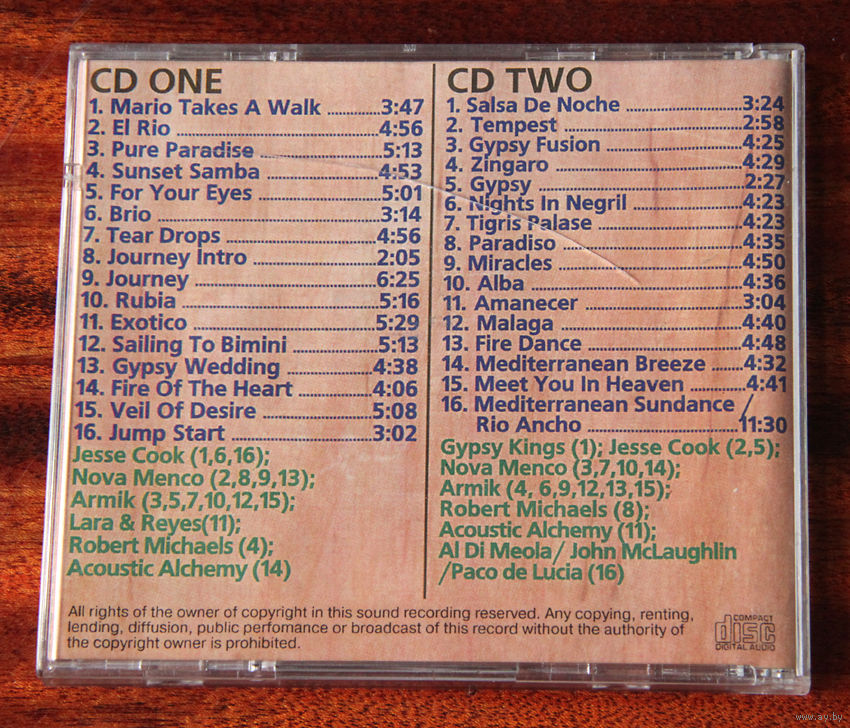 CD ONE
1. Mario Takes A Walk ............3:47
2. El Rio ................................4:56
3. Pure Paradise ...................5:13
4. Sunset Samba ..................4:53
5. For Your Eyes ...................5:01
6. Brio ...................................3:14
7. Tear Drops ........................4:56
8. Journey Intro ....................2:05
9. Journey .............................6:25
10. Rubia ...............................5:16
11. Exotico .............................5:29
12. Sailing To Bimini ...............5:13
13. Gypsy Wedding ................4:38
14. Fire Of The Heart .............4:06
15. Veil Of Desire ...................5:08
16. Jump Start .......................3:02
Jesse Cook (1,6,16);
Nova Menco (2,8,9,13);
Armik (3,5,7,10,12,15);
Lara & Reyes(11);
Robert Michaels (4);
Acoustic Alchemy (14)
CD TWO
1. Salsa De Noche ..................3:24
2. Tempest .............................2:58
3. Gypsy Fusion ......................4:25
4. Zingaro ...............................4:29
5. Gypsy .................................2:27
6. Nights In Negril ..................4:23
7. Tigris Palase .......................4:23
8. Paradiso .............................4:35
9. Miracles ..............................4:50
10. Alba ..................................4:36
11. Amanecer .........................3:04
12. Malaga ..............................4:40
13. Fire Dance ........................4:48
14. Mediterranean Breeze .......4:32
15. Meet You In Heaven ..........4:41
16. Mediterranean Sundance /
Rio Ancho ...........................11:30
Gypsy Kings (1); Jesse Cook (2,5);
Nova Menco (3,7,10,14);
Armik (4, 6,9,12,13,15);
Robert Michaels (8);
Acoustic Alchemy (11);
Al Di Meola / John McLaughlin
/Paco de Lucia (16)
All rights of the owner of copyright in this sound recording reserved. Any copying, renting,
lending, diffusion, public perfomance or broadcast of this record without the authority of
the copyright owner is prohibited.
COMPACT
disc
DIGITAL AUDIO
www.ay.by